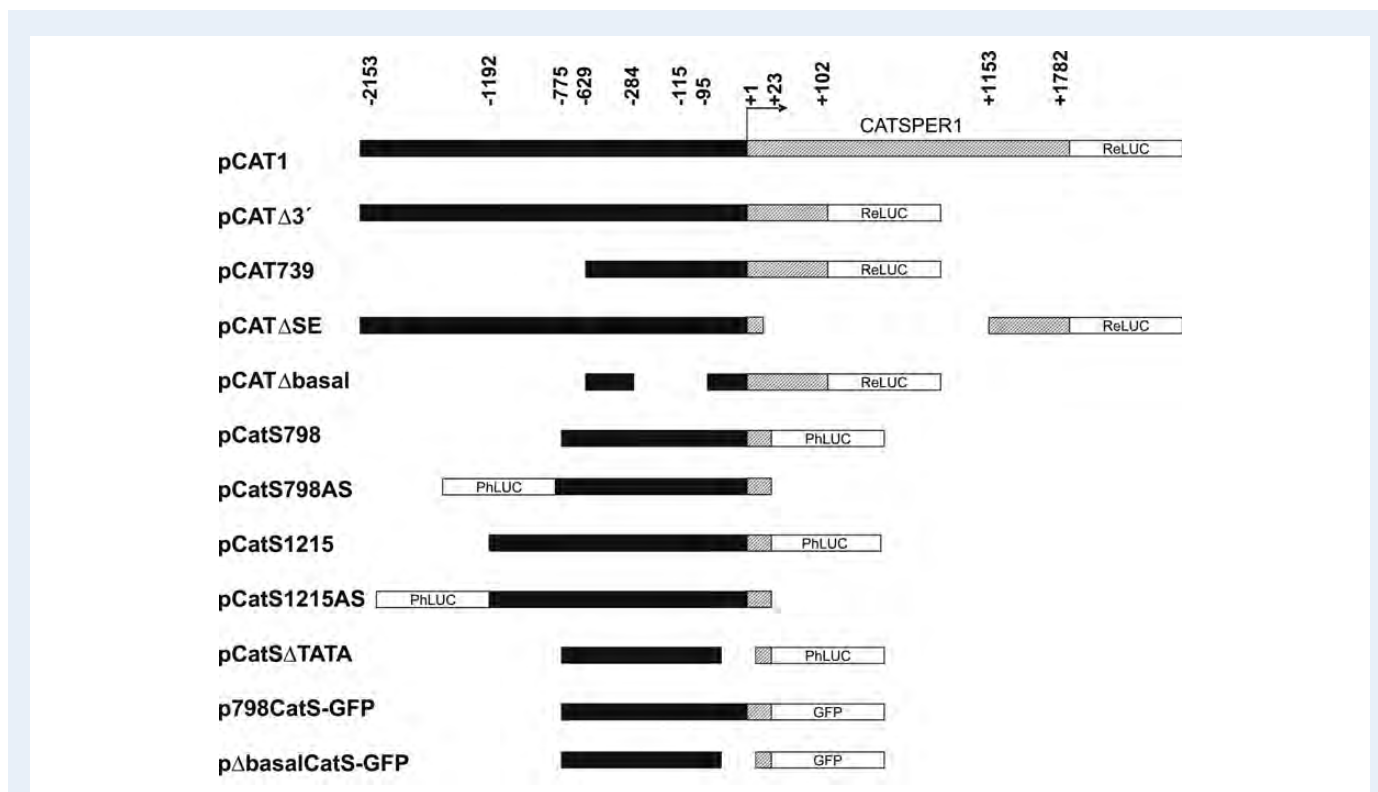 -2153 -1192 -775 -629 -284 -115 -95 +1 +23 +102 +1153 +1782
CATSPER1
pCAT1 ReLUC
pCATΔ3´ ReLUC
pCAT739 ReLUC
pCATΔSE ReLUC
pCATΔbasal ReLUC
pCatS798 PhLUC
pCatS798AS PhLUC
pCatS1215 PhLUC
pCatS1215AS PhLUC
pCatSΔTATA PhLUC
p798CatS-GFP GFP
pΔbasalCatS-GFP GFP